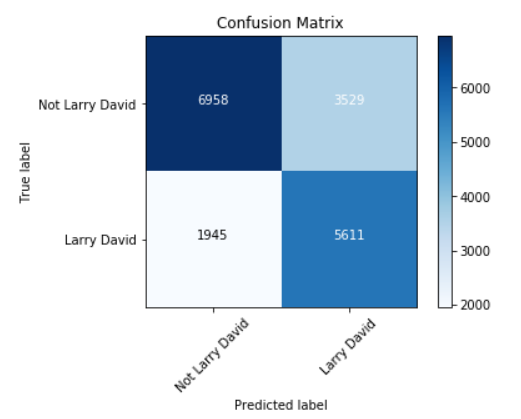 Confusion Matrix
True label
Not Larry David
6958
3529
Larry David
1945
5611
Not Larry David
Larry David
Predicted label
6000
5000
4000
3000
2000